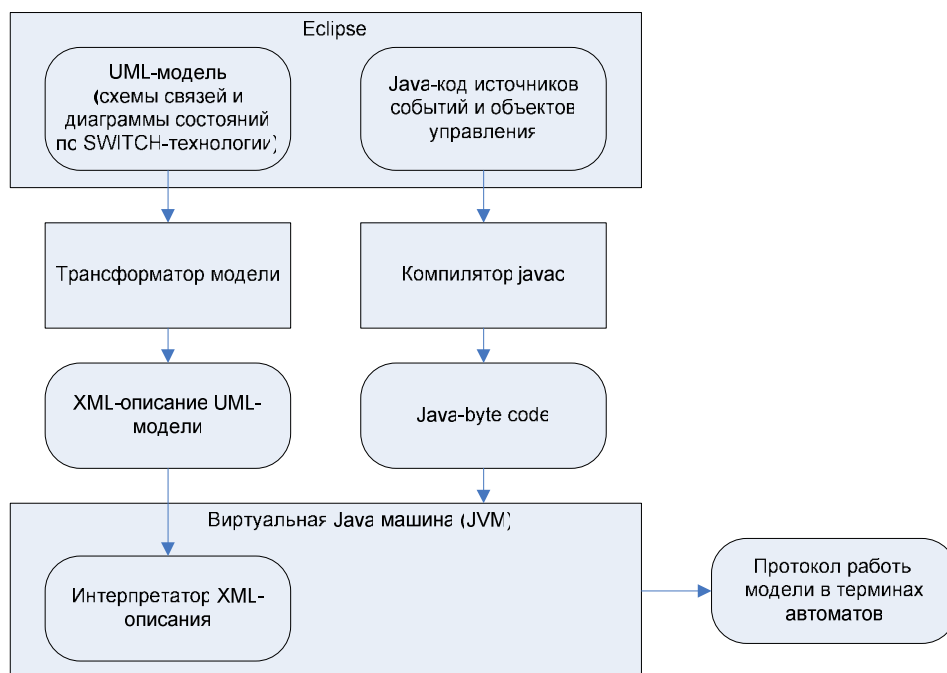 Eclipse
UML-модель
(схемы связей и
диаграммы состояний
по SWITCH-технологии)
Java-код источников
событий и объектов
управления
Трансформатор модели
Компилятор javac
XML-описание UML-
модели
Java-byte code
Виртуальная Java машина (JVM)
Интерпретатор XML-
описания
Протокол работь
модели в терминах
автоматов